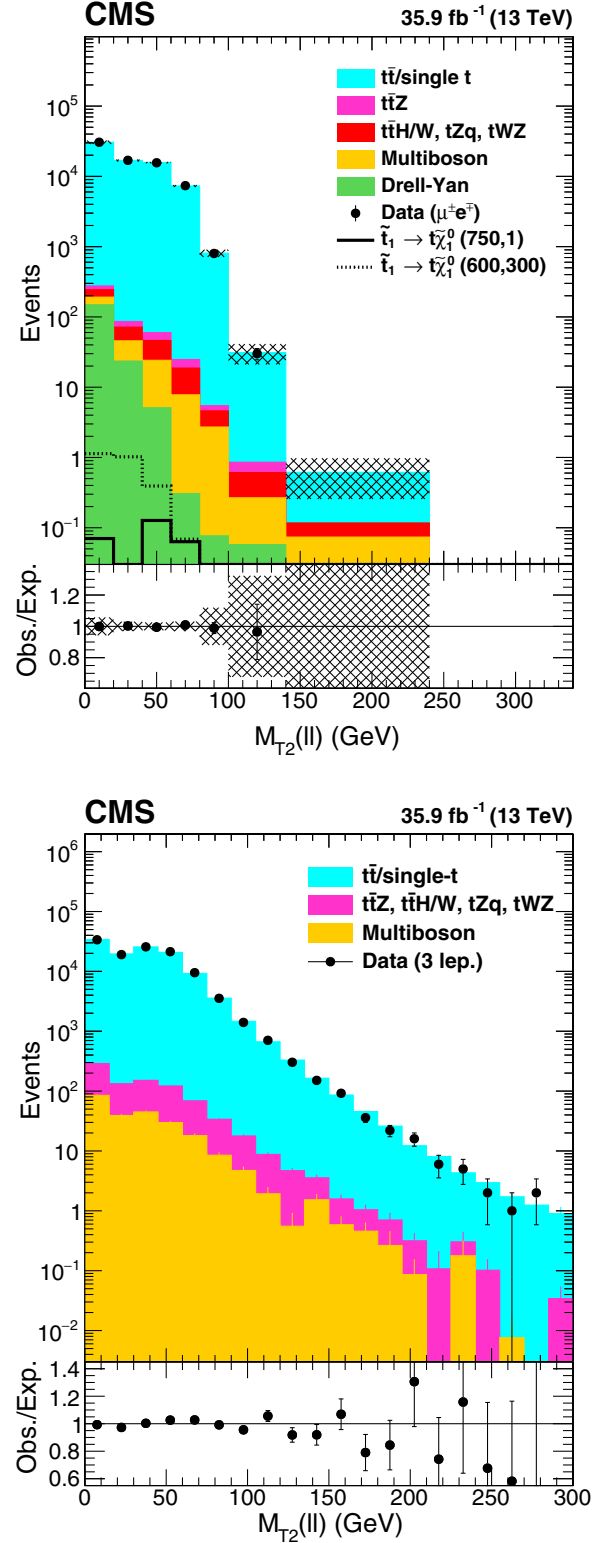 CMS 35.9 fb⁻¹ (13 TeV)
Events
10⁵
10⁴
10³
10²
10
1
10⁻¹
tt̄/single t
tt̄Z
tt̄H/W, tZq, tWZ
Multiboson
Drell-Yan
Data (μ±e∓)
t̃₁ → tχ̃₁⁰ (750,1)
t̃₁ → tχ̃₁⁰ (600,300)
Obs./Exp.
1.2
1
0.8
0 50 100 150 200 250 300
M_T2(ll) (GeV)
CMS 35.9 fb⁻¹ (13 TeV)
Events
10⁶
10⁵
10⁴
10³
10²
10
1
10⁻¹
10⁻²
tt̄/single-t
tt̄Z, tt̄H/W, tZq, tWZ
Multiboson
Data (3 lep.)
Obs./Exp.
1.4
1.2
1
0.8
0.6
0 50 100 150 200 250 300
M_T2(ll) (GeV)